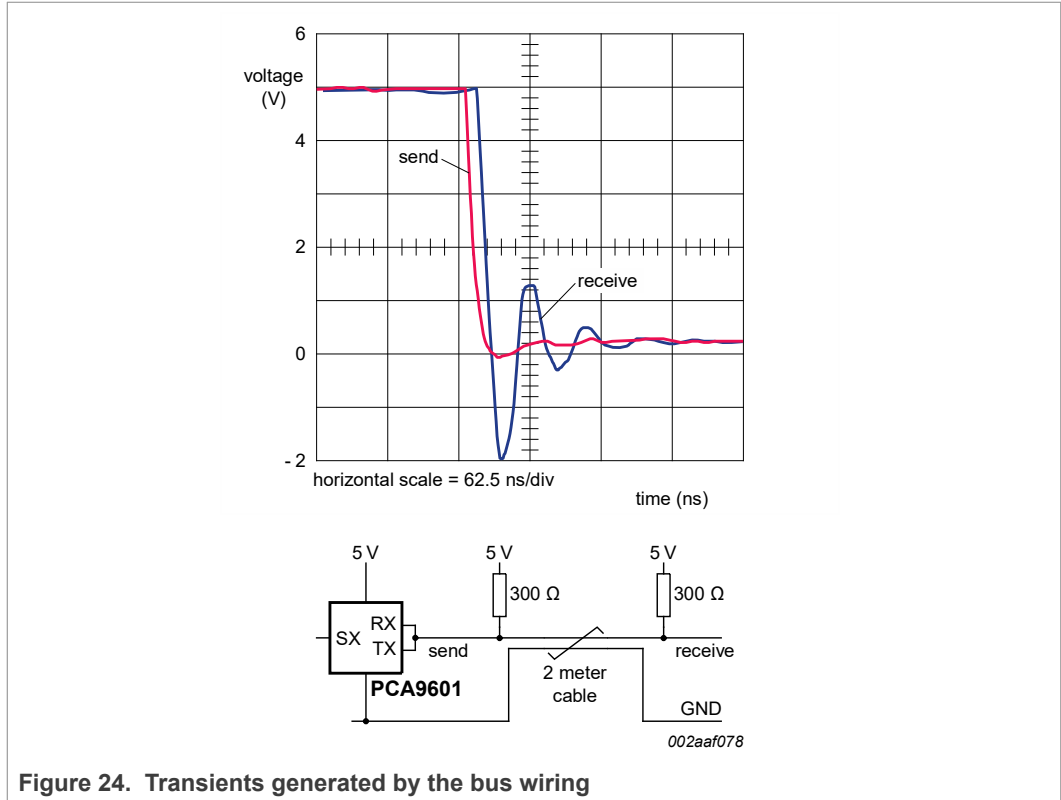 6
voltage
(V)
4
send
2
receive
0
- 2
horizontal scale = 62.5 ns/div
time (ns)
5 V
5 V
5 V
300 Ω
300 Ω
RX
SX
TX
send
receive
2 meter
cable
PCA9601
GND
002aaf078
Figure 24. Transients generated by the bus wiring